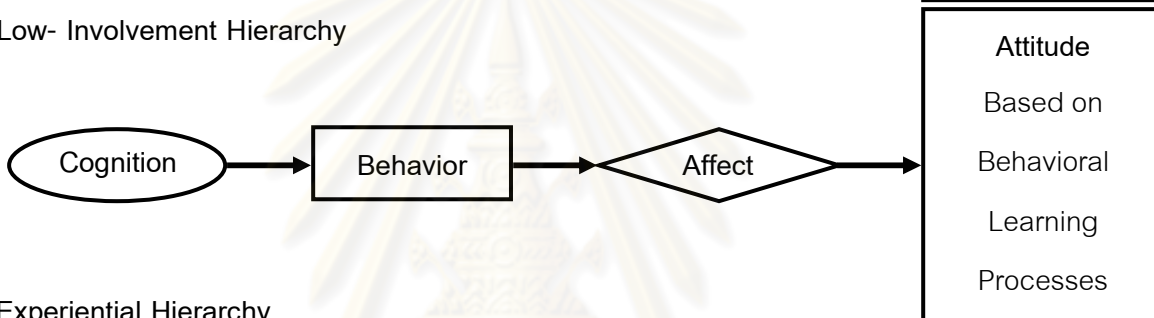 Low- Involvement Hierarchy
Attitude
Based on
Cognition
Behavior
Affect
Behavioral
Learning
Processes
Experiential Hierarchy